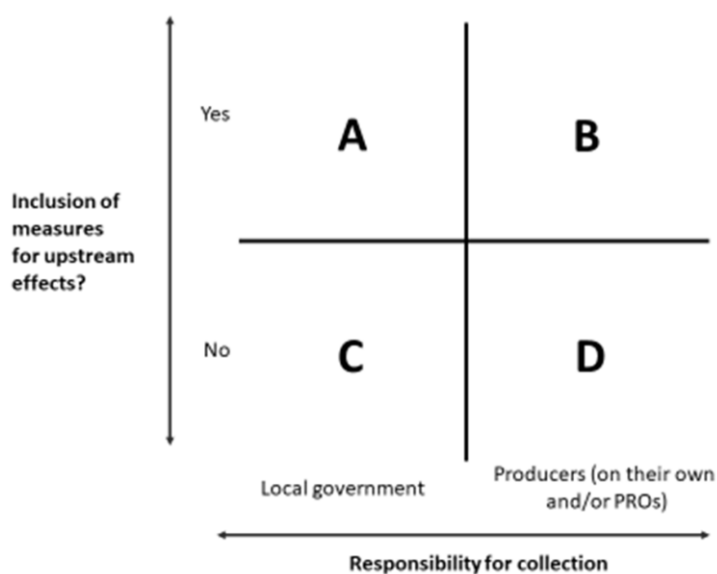 Yes
A
B
Inclusion of
measures
for upstream
effects?
No
C
D
Local government
Producers (on their own
and/or PROs)
Responsibility for collection